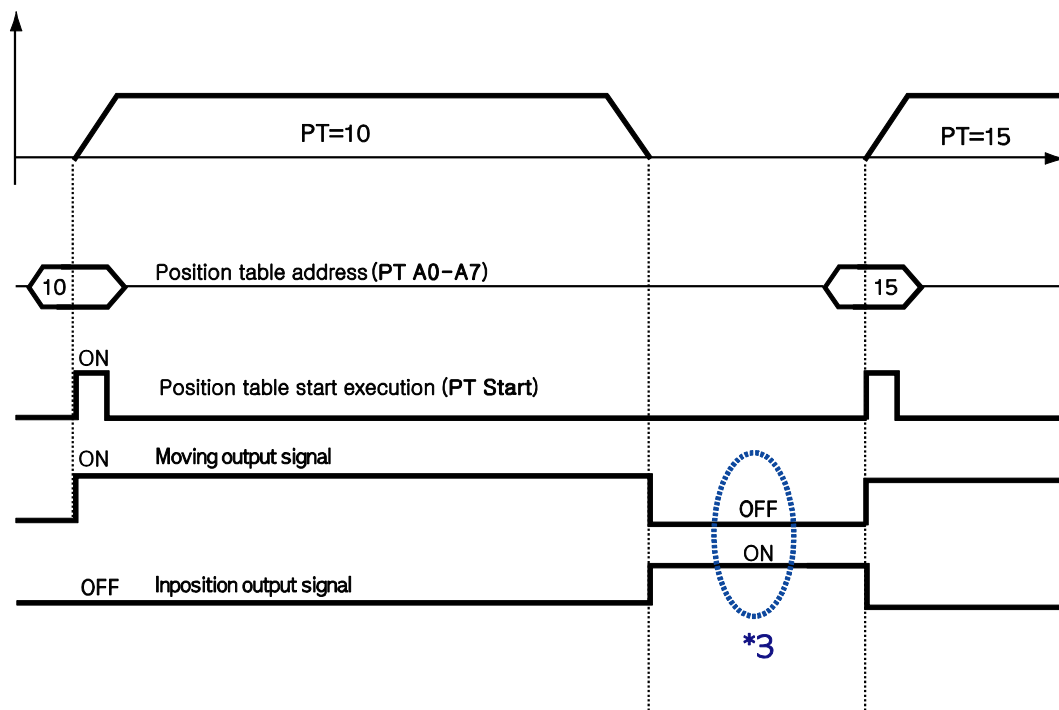 PT=10
PT=15
10
Position table address (PT A0-A7)
15
ON
Position table start execution (PT Start)
ON
Moving output signal
OFF
ON
OFF
Inposition output signal
*3